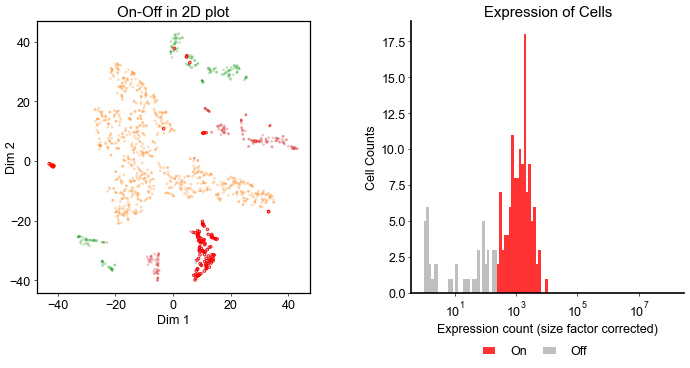 On-Off in 2D plot
40
20
0
−20
−40
Dim 2
−40 −20 0 20 40
Dim 1
Expression of Cells
17.5
15.0
12.5
10.0
7.5
5.0
2.5
0.0
Cell Counts
10^1 10^3 10^5 10^7
Expression count (size factor corrected)
On Off